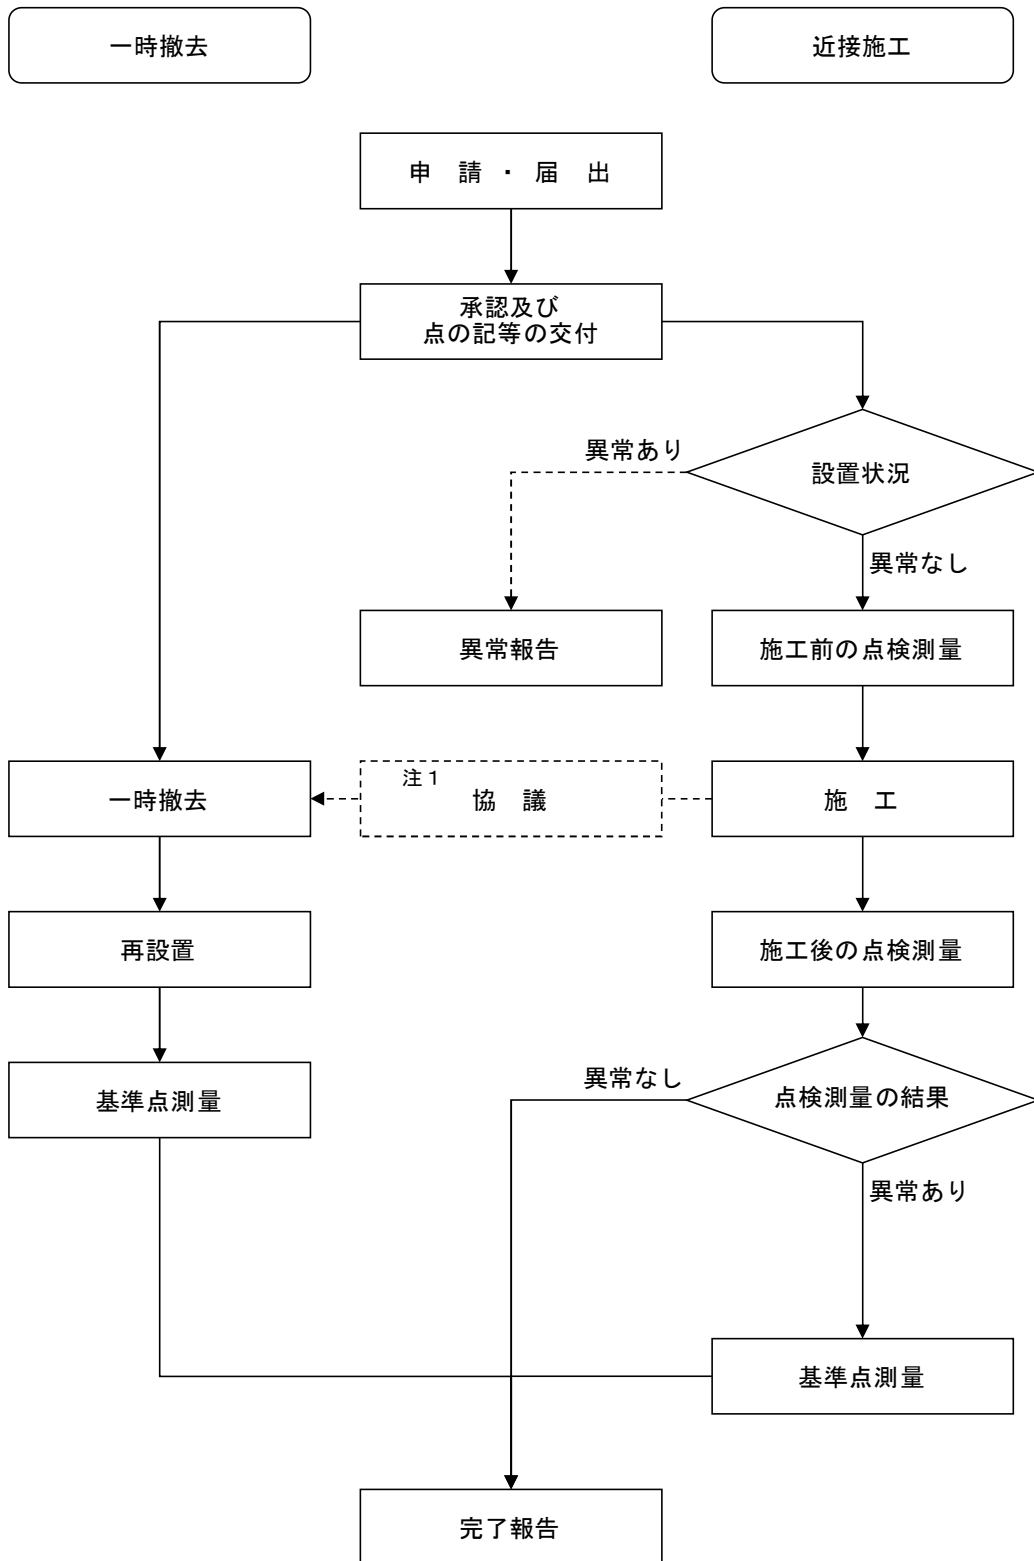 一時撤去
近接施工
申　請 ・ 届　出
承認及び
点の記等の交付
異常あり
設置状況
異常なし
異常報告
施工前の点検測量
一時撤去
注１
協　議
施　工
再設置
施工後の点検測量
基準点測量
異常なし
点検測量の結果
異常あり
基準点測量
完了報告